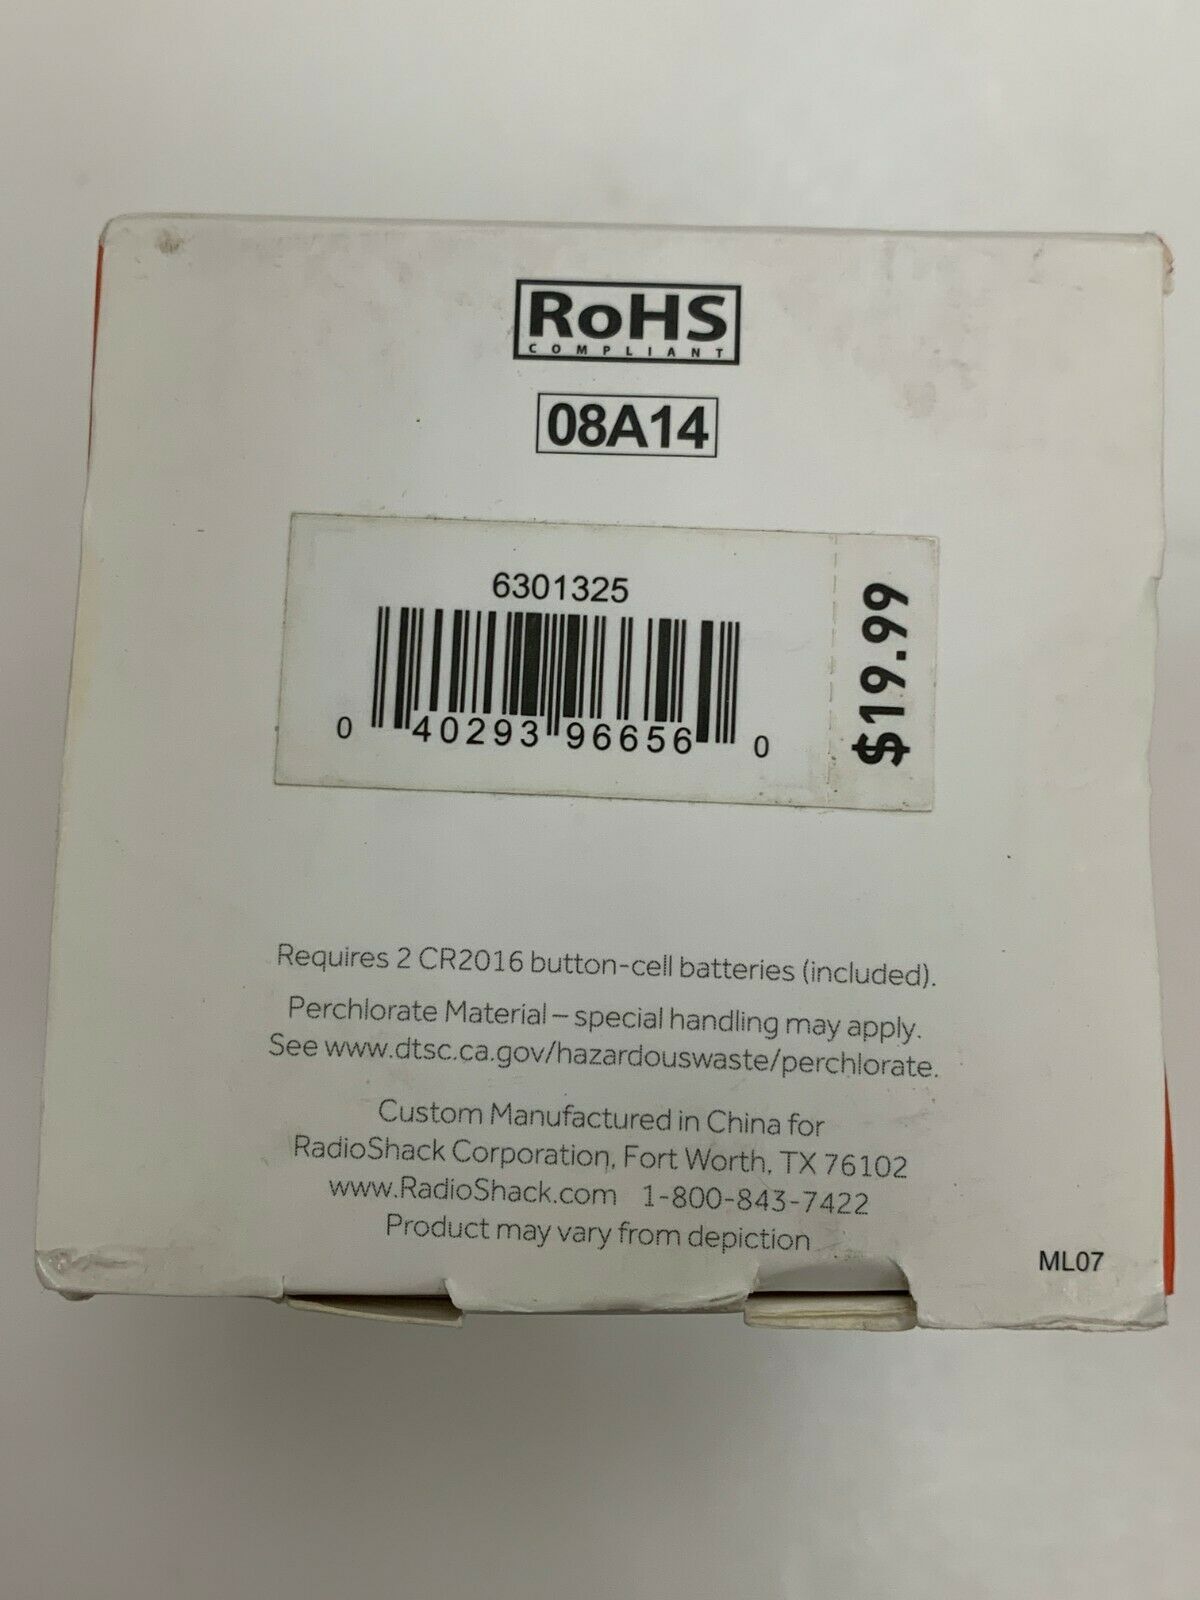 RoHS
COMPLIANT
08A14
6301325
0 40293 96656 0
$19.99
Requires 2 CR2016 button-cell batteries (included).
Perchlorate Material – special handling may apply.
See www.dtsc.ca.gov/hazardouswaste/perchlorate.
Custom Manufactured in China for
RadioShack Corporation, Fort Worth, TX 76102
www.RadioShack.com 1-800-843-7422
Product may vary from depiction
ML07